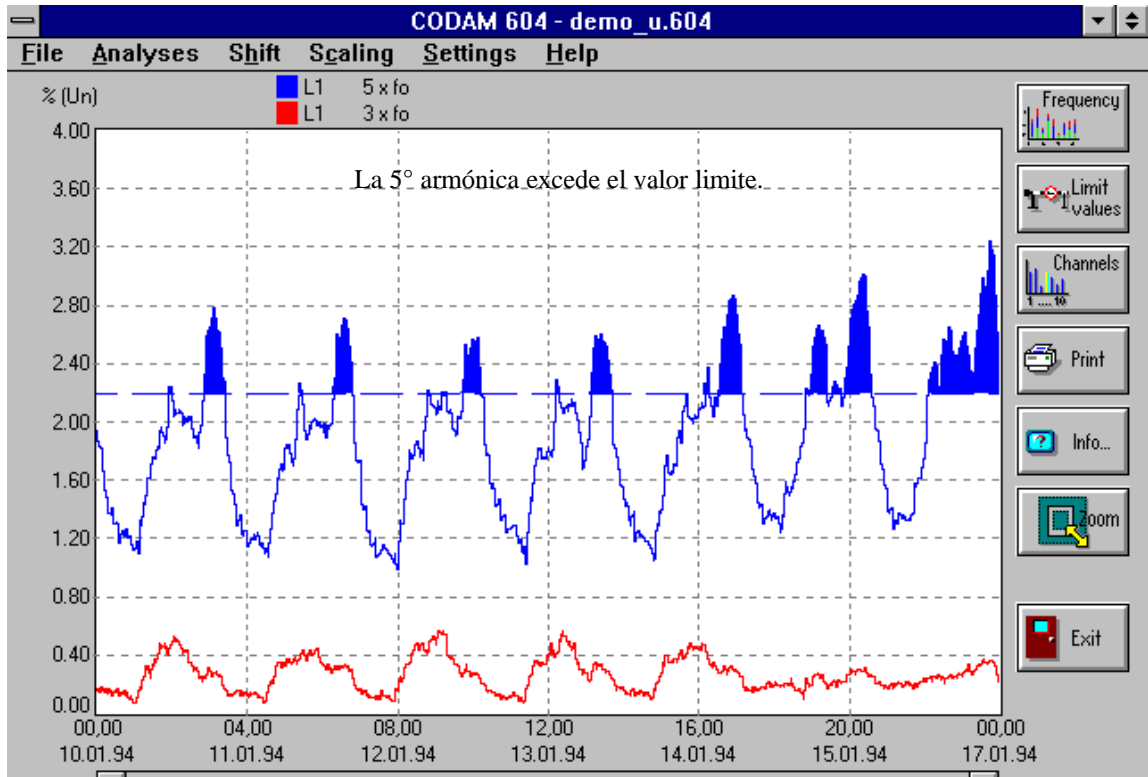 CODAM 604 - demo_u.604
File Analyses Shift Scaling Settings Help
% (Un)
L1 5 x fo
L1 3 x fo
4.00
3.60
3.20
2.80
2.40
2.00
1.60
1.20
0.80
0.40
0.00
La 5° armónica excede el valor limite.
00,00 04,00 08,00 12,00 16,00 20,00 00,00
10.01.94 11.01.94 12.01.94 13.01.94 14.01.94 15.01.94 17.01.94
Frequency
Limit
values
Channels
1 .... 10
Print
? Info...
Zoom
Exit